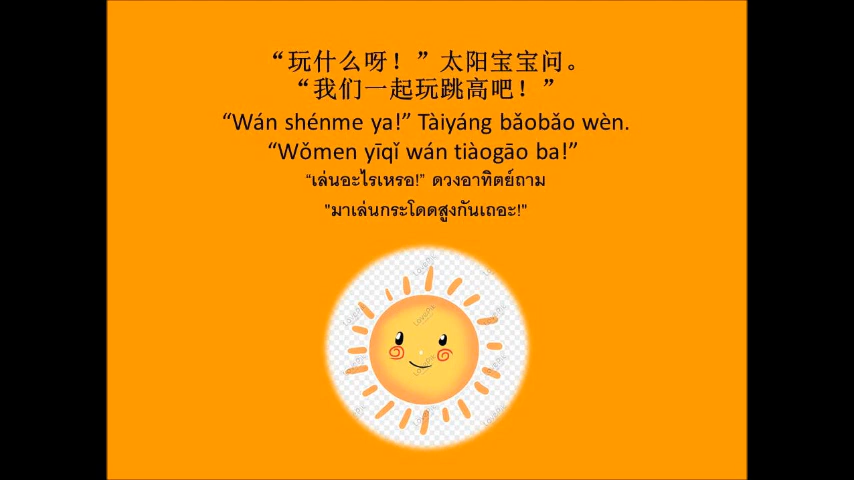 “玩什么呀！”太阳宝宝问。
“我们一起玩跳高吧！”
“Wán shénme ya!” Tàiyáng bǎobǎo wèn.
“Wǒmen yīqǐ wán tiàogāo ba!”
“เล่นอะไรเหรอ!” ดวงอาทิตย์ถาม
"มาเล่นกระโดดสูงกันเถอะ!"